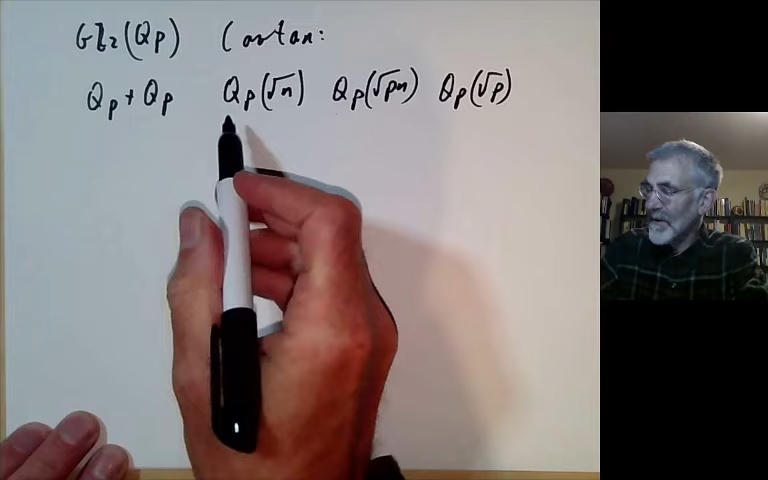 GL₂(Qp) Cartan:
Qp + Qp Qp(√n) Qp(√pn) Qp(√p)